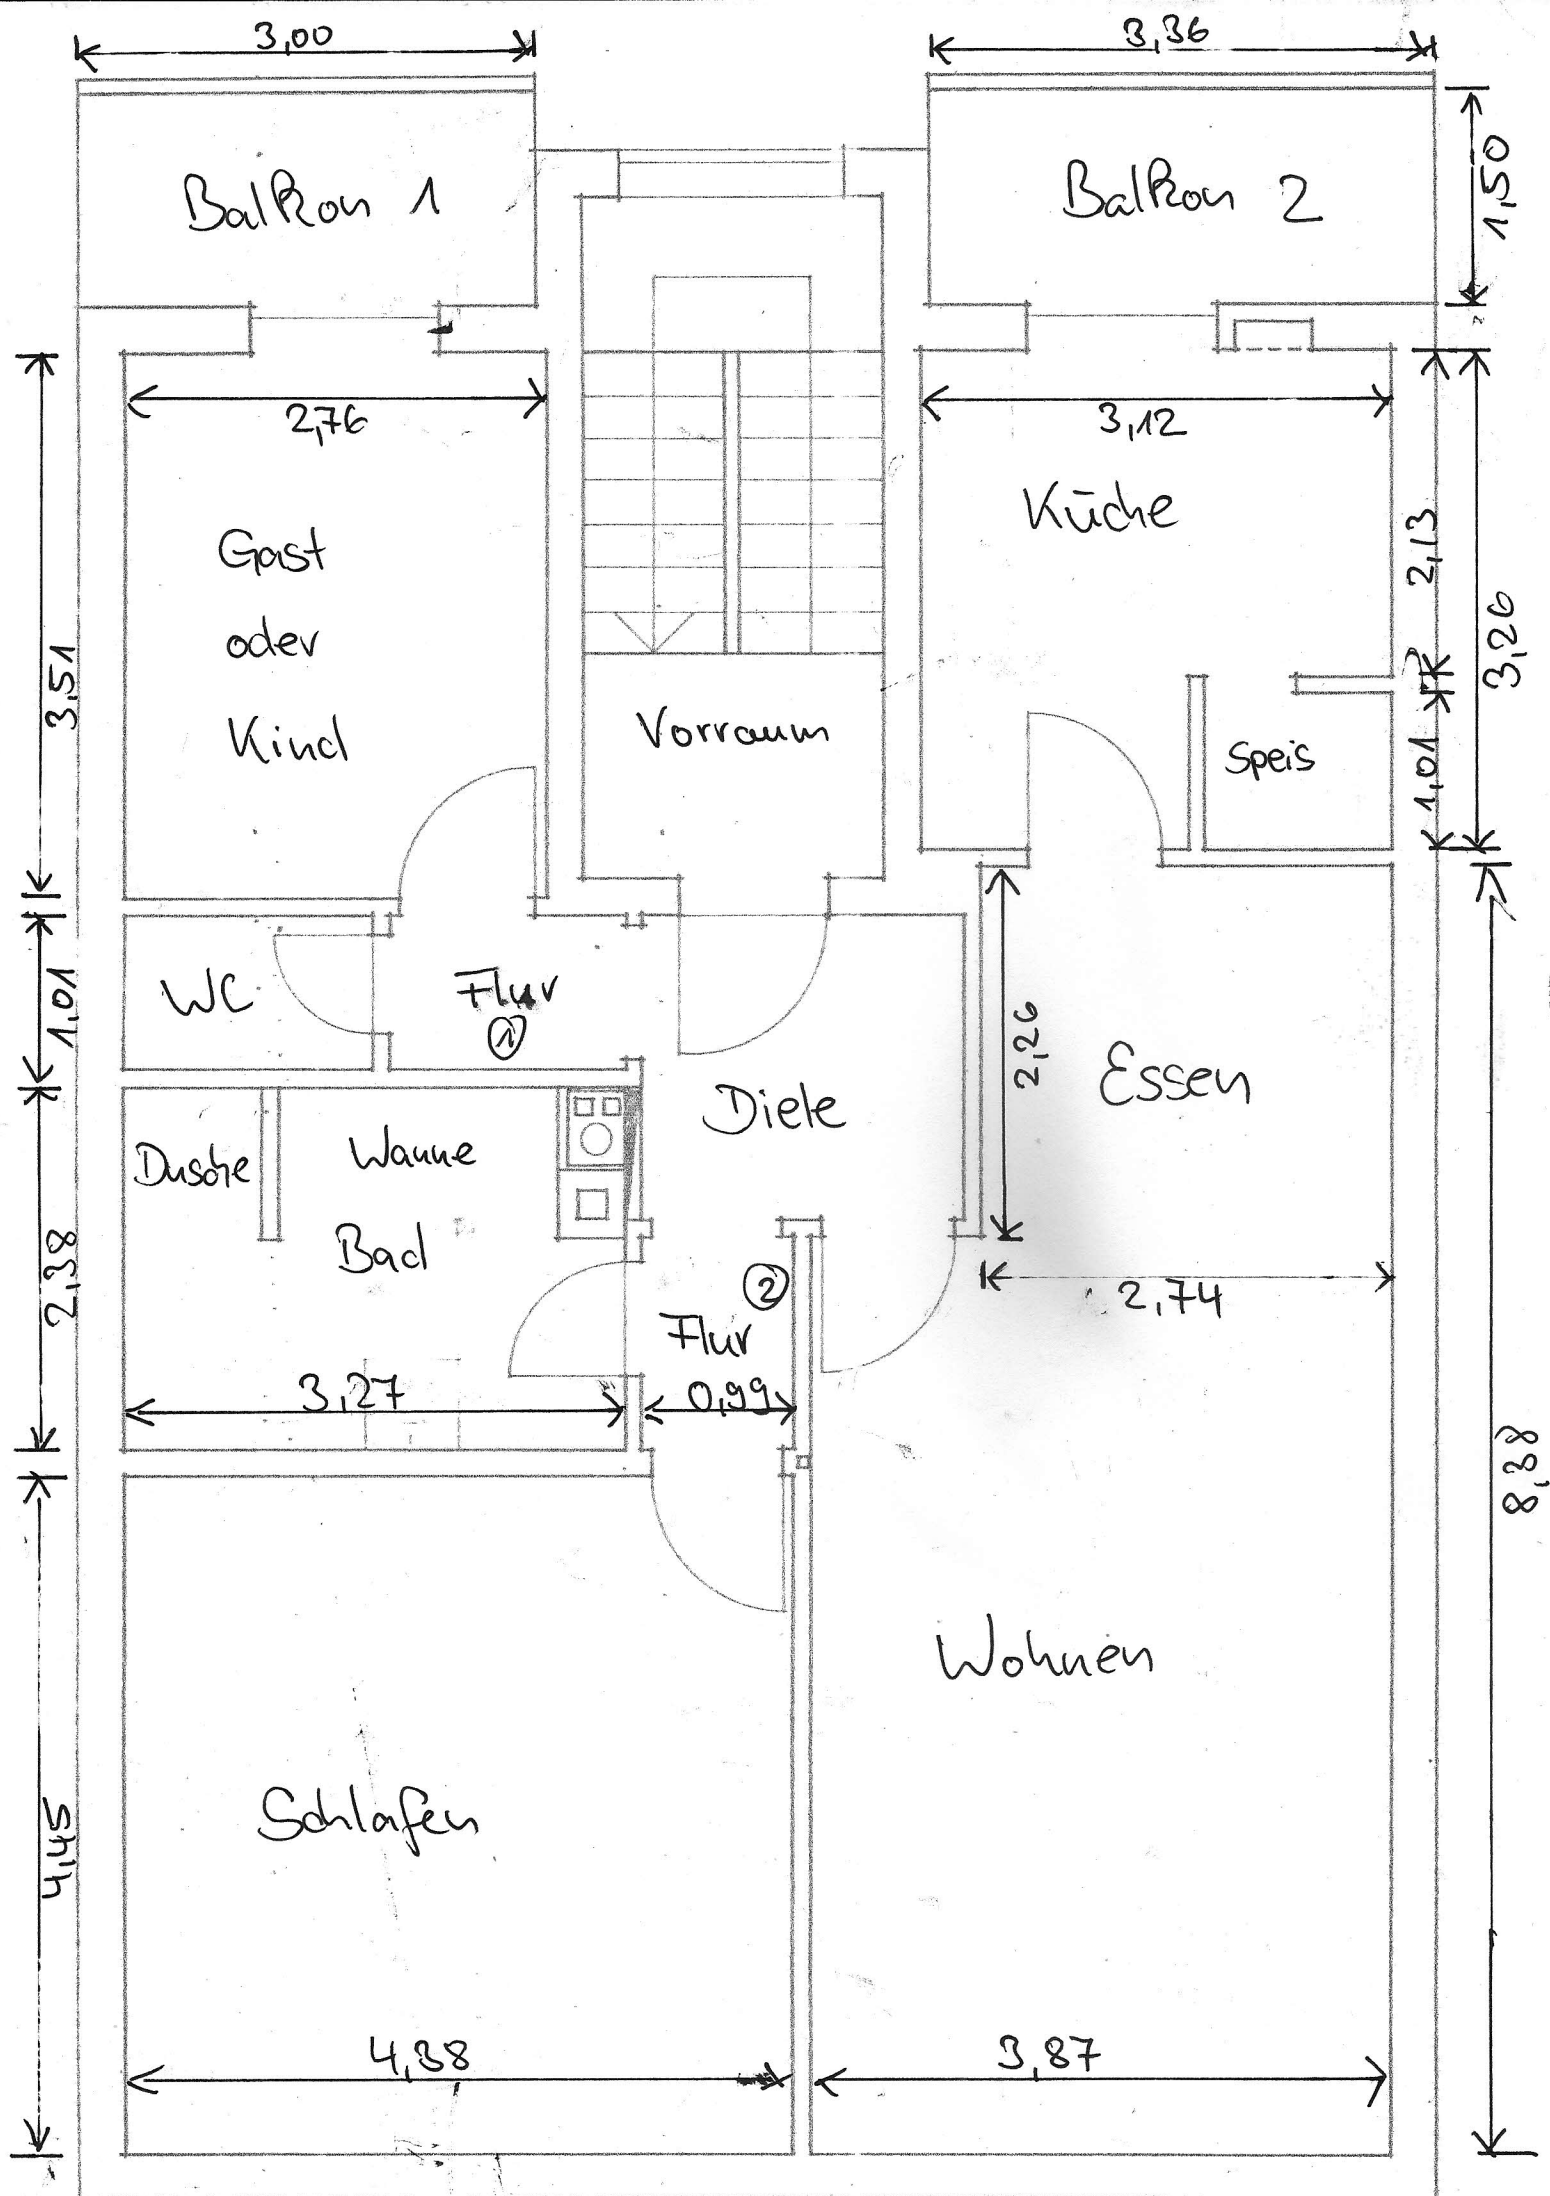 3,00
3,36
Balkon 1
Balkon 2
1,50
2,76
3,12
Küche
Gast
oder
Kind
2,13
3,26
3,51
Vorraum
Speis
1,01
WC
Flur
1
1,01
2,26
Essen
Diele
Dusche
Wanne
Bad
2,38
2
Flur
2,74
3,27
0,99
8,38
Wohnen
Schlafen
4,45
4,38
3,87